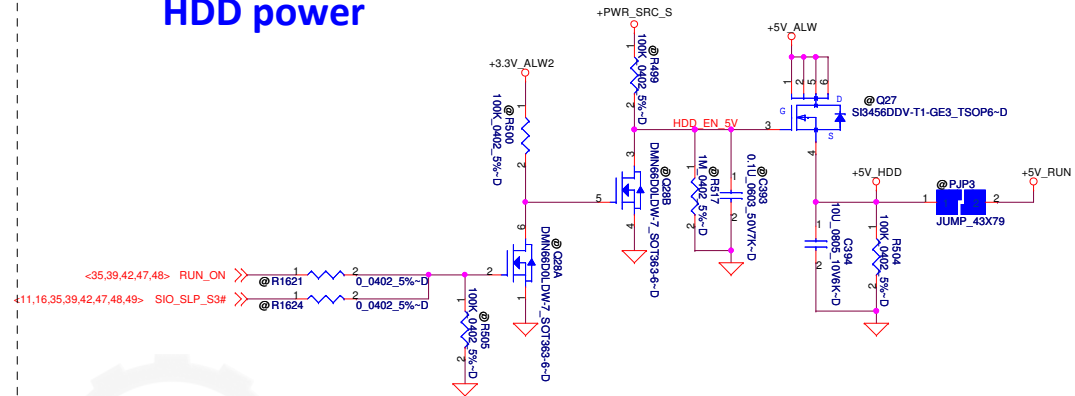 HDD power
+PWR_SRC_S
+5V_ALW
+3.3V_ALW2
1
@R499
100K_0402_5%~D
2
1
@R500
100K_0402_5%~D
2
1 2 5 6
D
@Q27
SI3456DDV-T1-GE3_TSOP6~D
G
3
S
4
HDD_EN_5V
3
@Q28B
DMN66D0LDW-7_SOT363-6~D
5
4
1
@R517
1M_0402_5%~D
2
1
@C393
0.1U_0603_50V7K~D
2
+5V_HDD
@PJP3
1 2
1 2
JUMP_43X79
+5V_RUN
1
C394
10U_0805_10V6K~D
2
1
R504
100K_0402_5%~D
2
6
@Q28A
DMN66D0LDW-7_SOT363-6~D
2
1
<35,39,42,47,48> RUN_ON
1 2
@R1621 0_0402_5%~D
<11,16,35,39,42,47,48,49> SIO_SLP_S3#
1 2
@R1624 0_0402_5%~D
1
@R505
100K_0402_5%~D
2